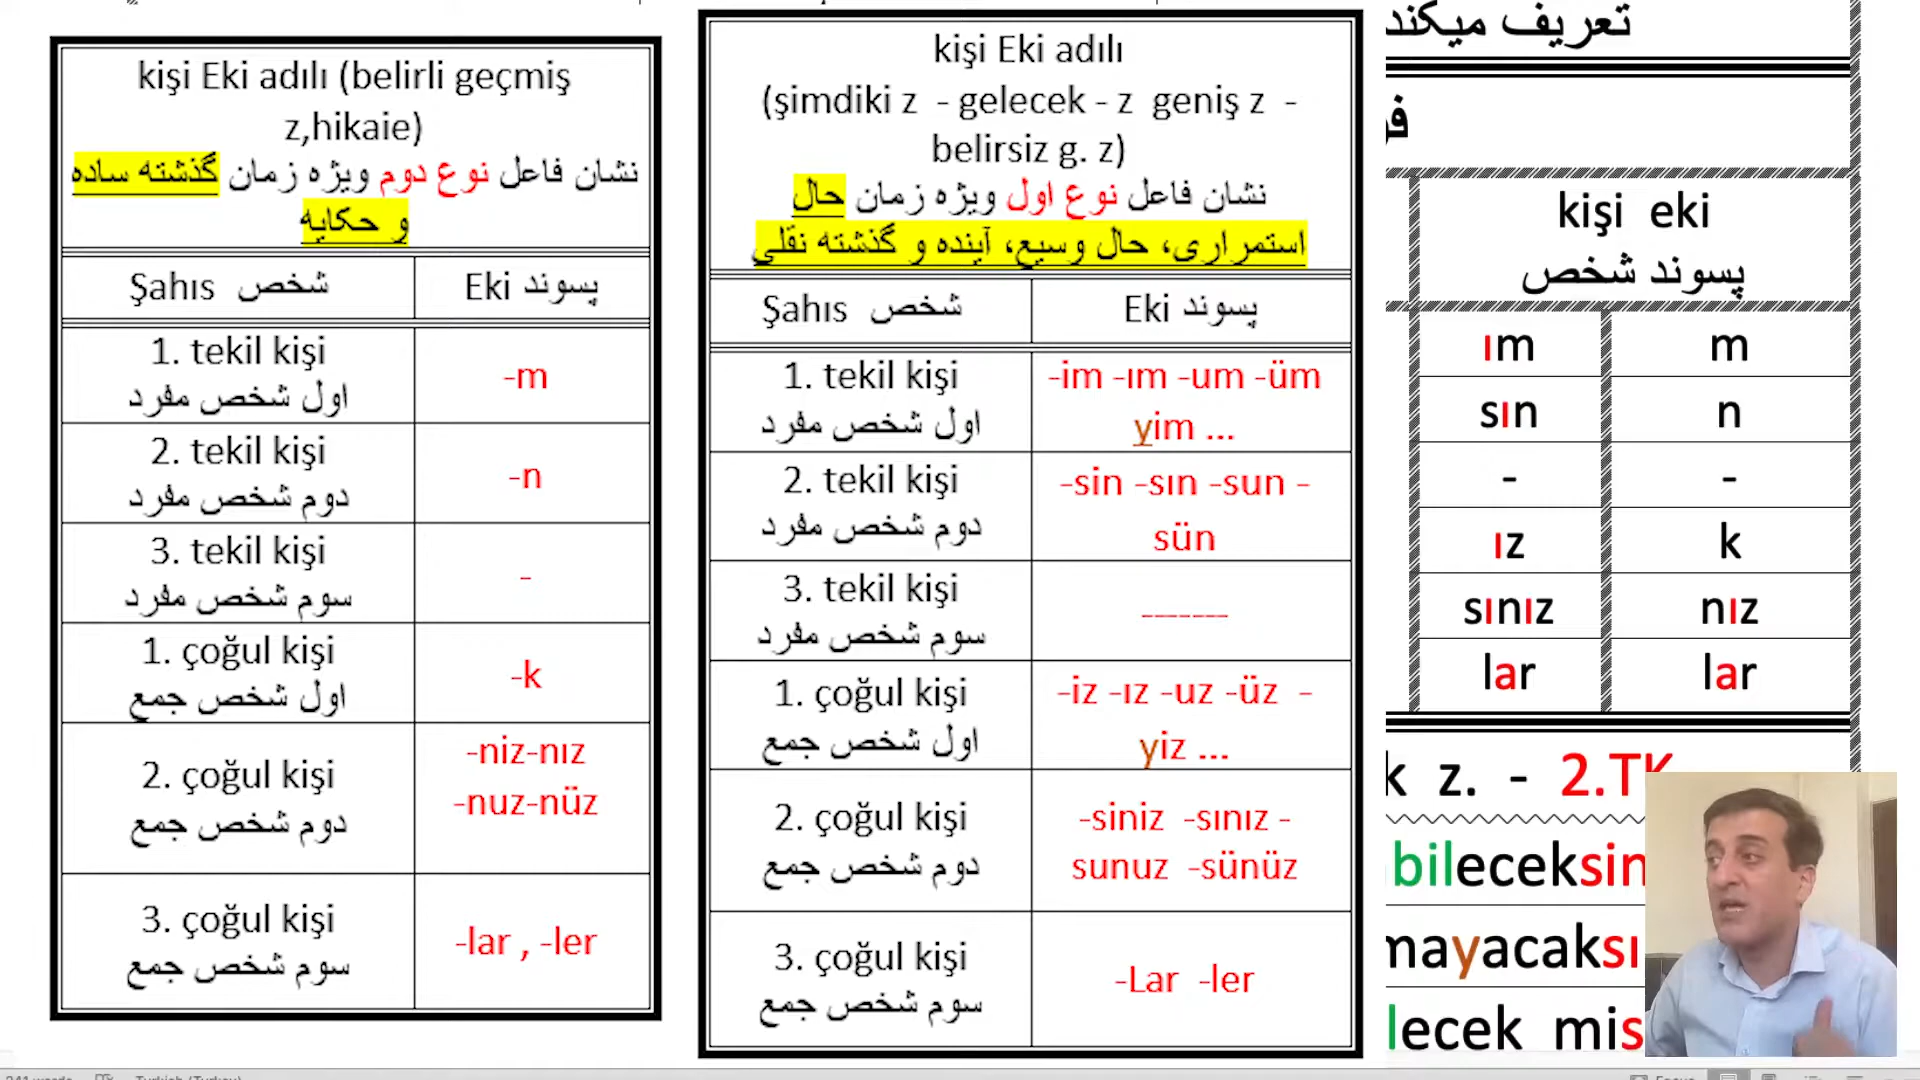 kişi Eki adılı (belirli geçmiş
z,hikaie)
نشان فاعل نوع دوم ویژه زمان گذشته ساده
و حکایه
Şahıs شخص
Eki پسوند
1. tekil kişi
اول شخص مفرد
-m
2. tekil kişi
دوم شخص مفرد
-n
3. tekil kişi
سوم شخص مفرد
-
1. çoğul kişi
اول شخص جمع
-k
2. çoğul kişi
دوم شخص جمع
-niz-nız
-nuz-nüz
3. çoğul kişi
سوم شخص جمع
-lar , -ler
kişi Eki adılı
(şimdiki z - gelecek - z geniş z -
belirsiz g. z)
نشان فاعل نوع اول ویژه زمان حال
استمراری، حال وسیع، آینده و گذشته نقلی
Şahıs شخص
Eki پسوند
1. tekil kişi
اول شخص مفرد
-im -ım -um -üm
yim ...
2. tekil kişi
دوم شخص مفرد
-sin -sın -sun -
sün
3. tekil kişi
سوم شخص مفرد
-------
1. çoğul kişi
اول شخص جمع
-iz -ız -uz -üz -
yiz ...
2. çoğul kişi
دوم شخص جمع
-siniz -sınız -
sunuz -sünüz
3. çoğul kişi
سوم شخص جمع
-Lar -ler
تعریف میکند
kişi eki
پسوند شخص
ım m
sın n
- -
ız k
sınız nız
lar lar
k z. - 2.TK
bileceksin
mayacaksı
lecek mis
Turkish (Turkey)
Focus